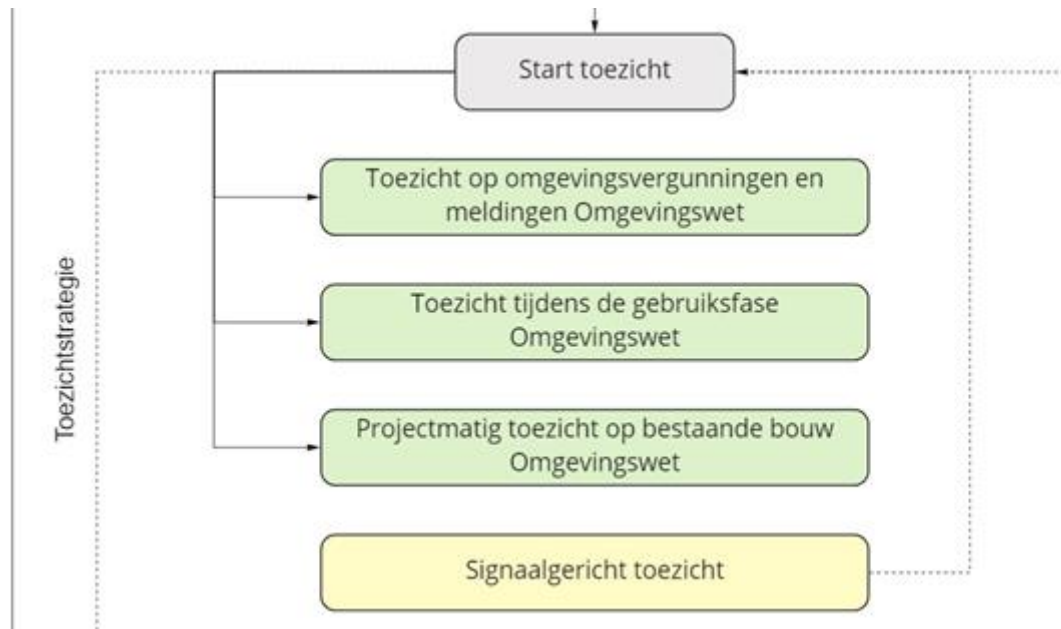 Start toezicht
Toezicht op omgevingsvergunningen en
meldingen Omgevingswet
Toezicht tijdens de gebruiksfase
Omgevingswet
Toezichtstrategie
Projectmatig toezicht op bestaande bouw
Omgevingswet
Signaalgericht toezicht